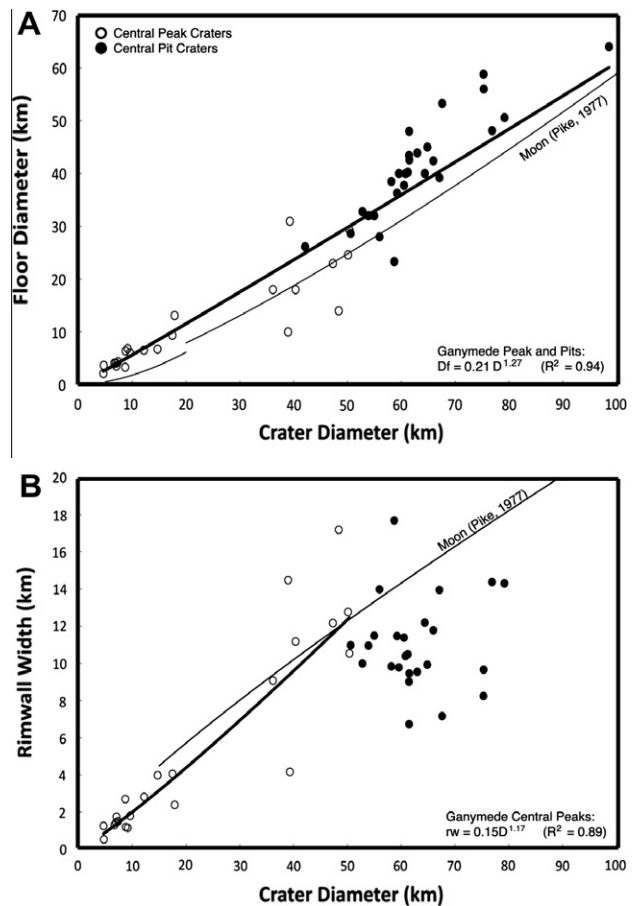 A
70
60
50
40
30
20
10
0
Floor Diameter (km)
Central Peak Craters
Central Pit Craters
Moon (Pike, 1977)
Ganymede Peak and Pits:
Df = 0.21 D^1.27 (R² = 0.94)
0 10 20 30 40 50 60 70 80 90 100
Crater Diameter (km)
B
20
18
16
14
12
10
8
6
4
2
0
Rimwall Width (km)
Moon (Pike, 1977)
Ganymede Central Peaks:
rw = 0.15D^1.17 (R² = 0.89)
0 10 20 30 40 50 60 70 80 90 100
Crater Diameter (km)